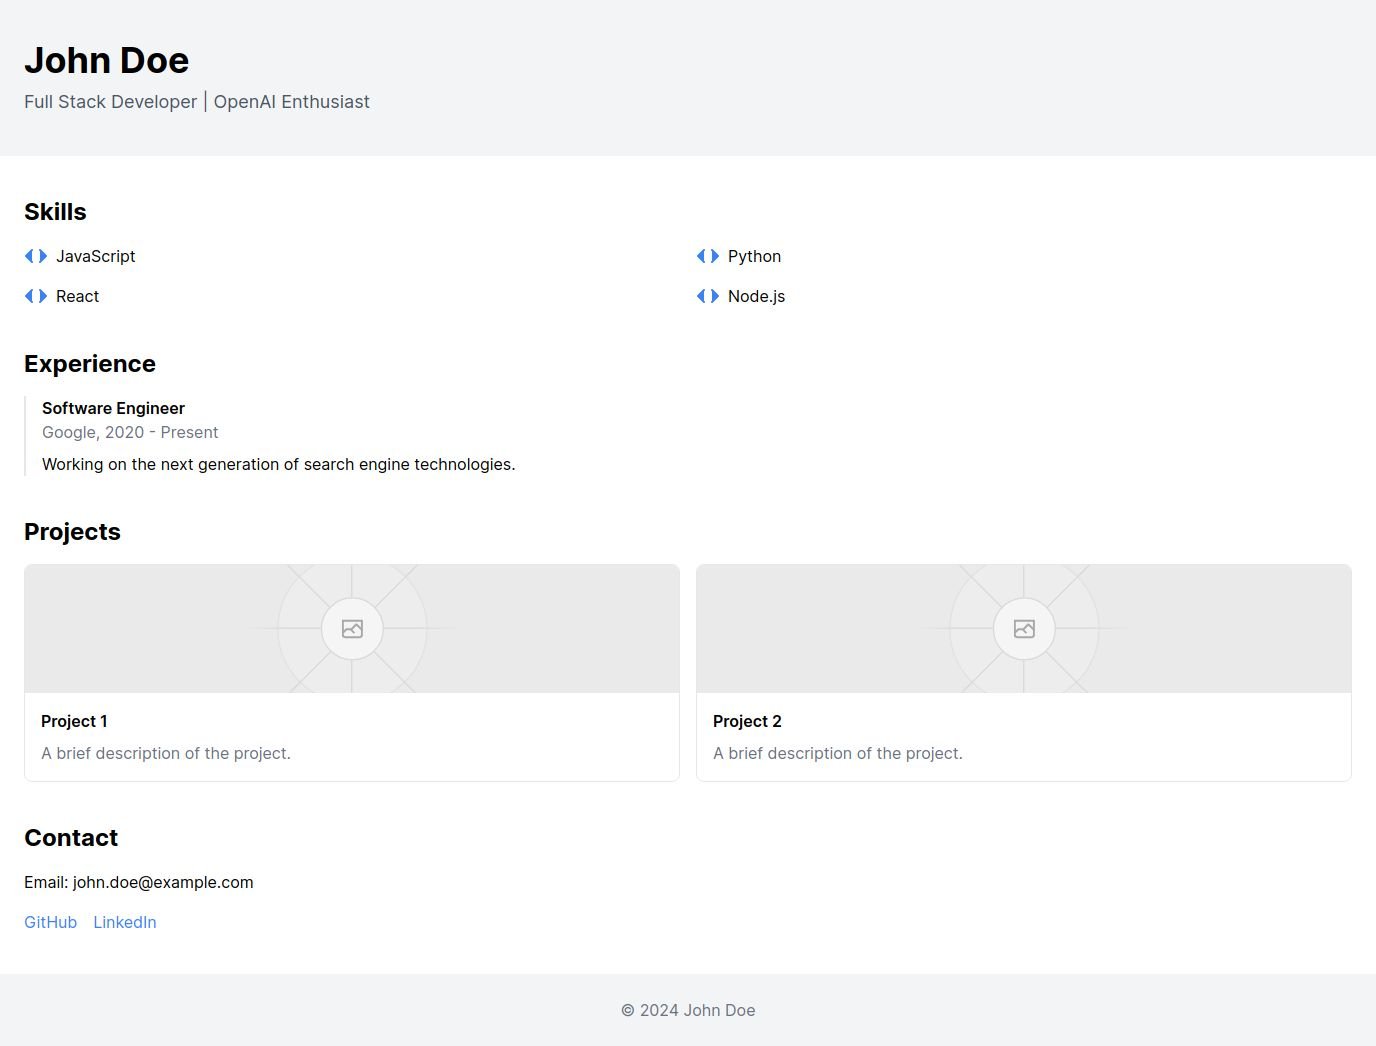 John Doe
Full Stack Developer | OpenAI Enthusiast
Skills
JavaScript
Python
React
Node.js
Experience
Software Engineer
Google, 2020 - Present
Working on the next generation of search engine technologies.
Projects
Project 1
A brief description of the project.
Project 2
A brief description of the project.
Contact
Email: john.doe@example.com
GitHub LinkedIn
© 2024 John Doe